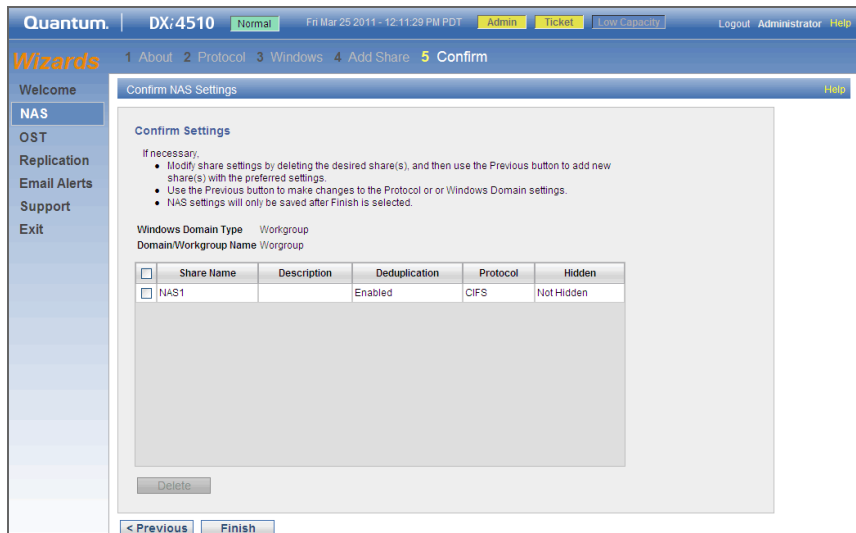 Quantum. DXi4510 Normal Fri Mar 25 2011 - 12:11:29 PM PDT Admin Ticket Low Capacity Logout Administrator Help
Wizards 1 About 2 Protocol 3 Windows 4 Add Share 5 Confirm
Welcome
NAS
OST
Replication
Email Alerts
Support
Exit
Confirm NAS Settings Help
Confirm Settings
If necessary,
• Modify share settings by deleting the desired share(s), and then use the Previous button to add new
share(s) with the preferred settings.
• Use the Previous button to make changes to the Protocol or or Windows Domain settings.
• NAS settings will only be saved after Finish is selected.
Windows Domain Type Workgroup
Domain/Workgroup Name Worgroup
Share Name Description Deduplication Protocol Hidden
NAS1 Enabled CIFS Not Hidden
Delete
< Previous Finish